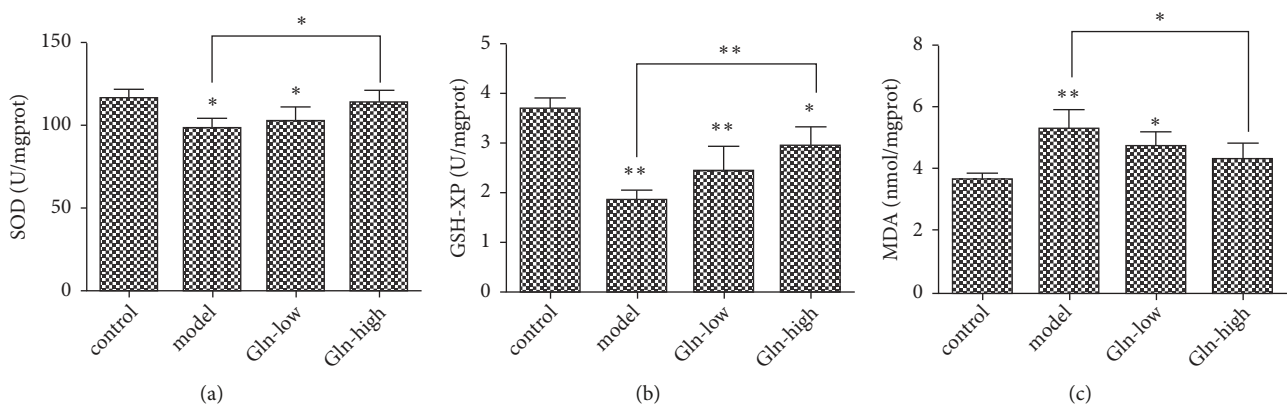 *
150
100
50
0
SOD (U/mgprot)
*
*
control
model
Gln-low
Gln-high
(a)
**
5
4
3
2
1
0
GSH-XP (U/mgprot)
**
**
*
control
model
Gln-low
Gln-high
(b)
*
8
6
4
2
0
MDA (nmol/mgprot)
**
*
control
model
Gln-low
Gln-high
(c)